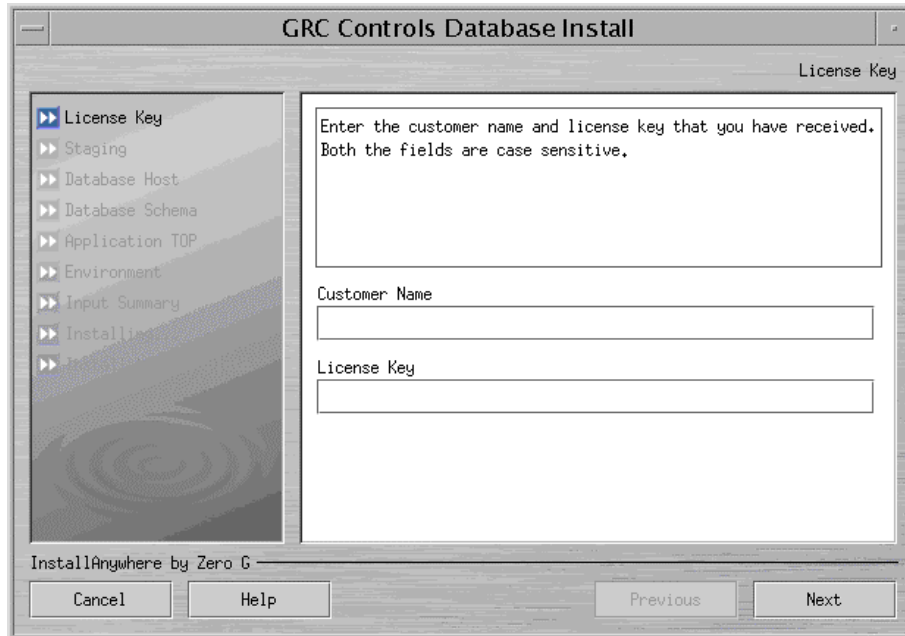 GRC Controls Database Install
License Key
License Key
Staging
Database Host
Database Schema
Application TOP
Environment
Input Summary
Enter the customer name and license key that you have received.
Both the fields are case sensitive.
Customer Name
License Key
InstallAnywhere by Zero G
Cancel
Help
Previous
Next